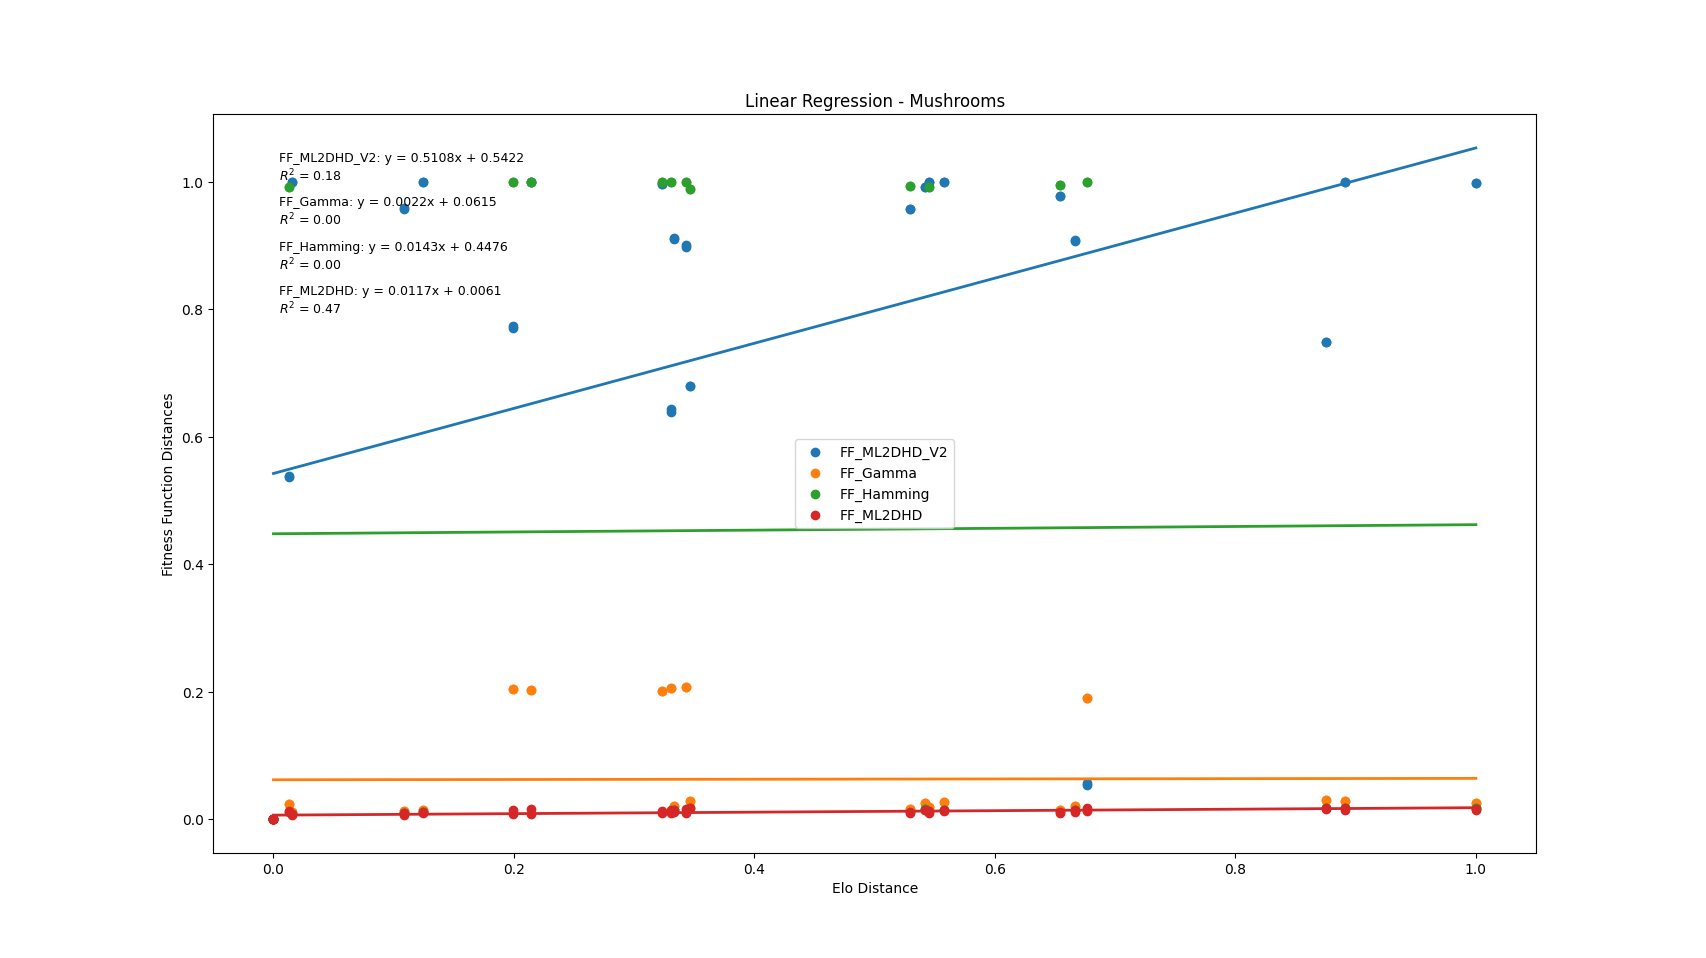 Linear Regression - Mushrooms
FF_ML2DHD_V2: y = 0.5108x + 0.5422
R² = 0.18
FF_Gamma: y = 0.0022x + 0.0615
R² = 0.00
FF_Hamming: y = 0.0143x + 0.4476
R² = 0.00
FF_ML2DHD: y = 0.0117x + 0.0061
R² = 0.47
1.0
0.8
0.6
0.4
0.2
0.0
Fitness Function Distances
FF_ML2DHD_V2
FF_Gamma
FF_Hamming
FF_ML2DHD
0.0 0.2 0.4 0.6 0.8 1.0
Elo Distance